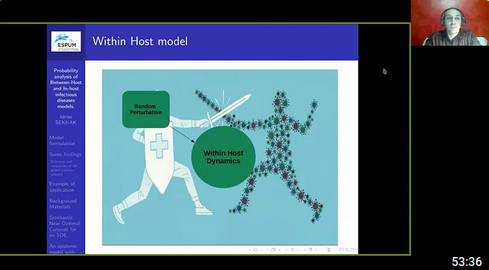 ESPUM
Within Host model
Probability
analysis of
Between-Host
and In-host
infectious
diseases
models.
Idriss
SEKKAK
Model
formulation
Some findings
Example of
application
Background
Materials
Stochastic
Near-Optimal
Controls for
an SDE
An epidemic
model with
Random
Perturbation
Within Host
Dynamics
53:36